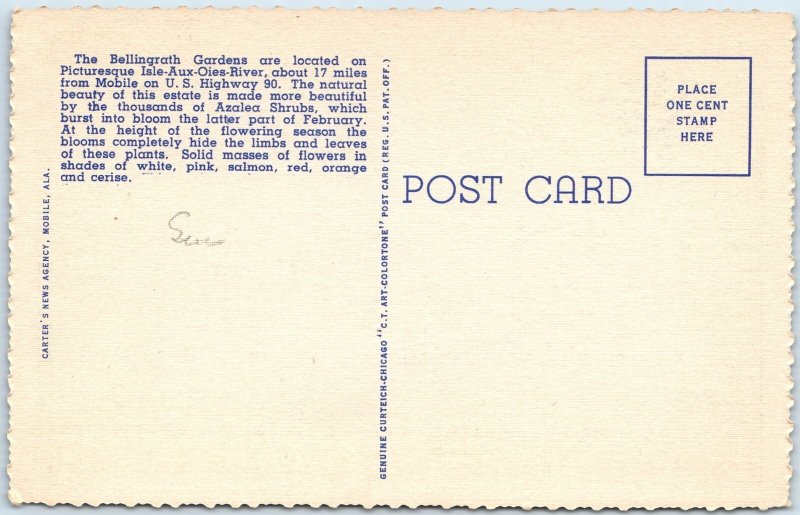 The Bellingrath Gardens are located on
Picturesque Isle-Aux-Oies-River, about 17 miles
from Mobile on U. S. Highway 90. The natural
beauty of this estate is made more beautiful
by the thousands of Azalea Shrubs, which
burst into bloom the latter part of February.
At the height of the flowering season the
blooms completely hide the limbs and leaves
of these plants. Solid masses of flowers in
shades of white, pink, salmon, red, orange
and cerise.
CARTER'S NEWS AGENCY, MOBILE, ALA.
GENUINE CURTEICH-CHICAGO "C.T. ART-COLORTONE" POST CARD (REG. U.S. PAT. OFF.)
POST CARD
PLACE
ONE CENT
STAMP
HERE